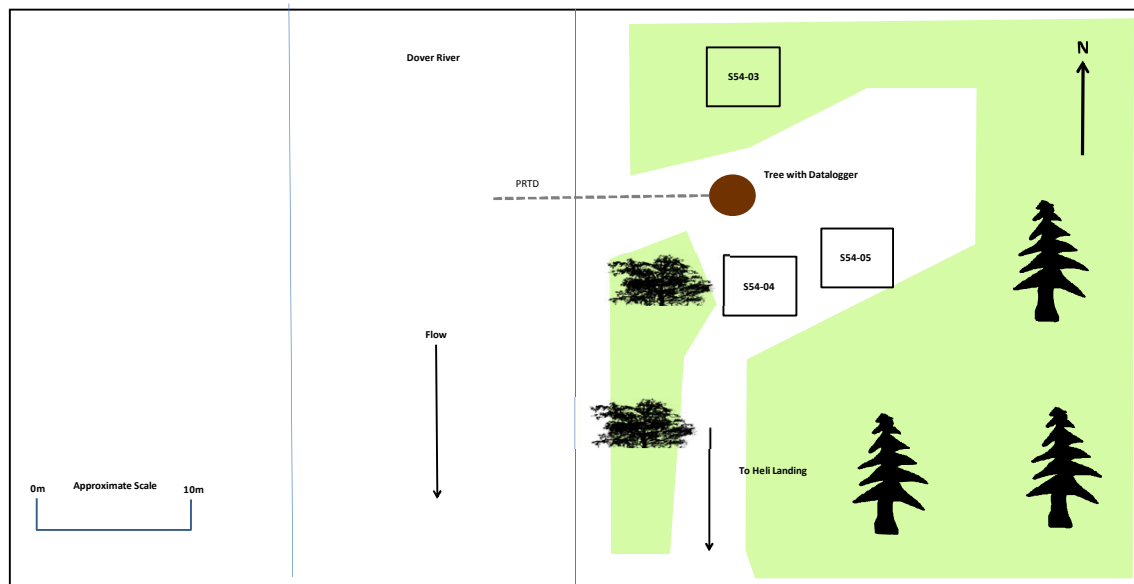 Dover River
N
S54-03
Tree with Datalogger
PRTD
S54-05
S54-04
Flow
To Heli Landing
0m
Approximate Scale
10m